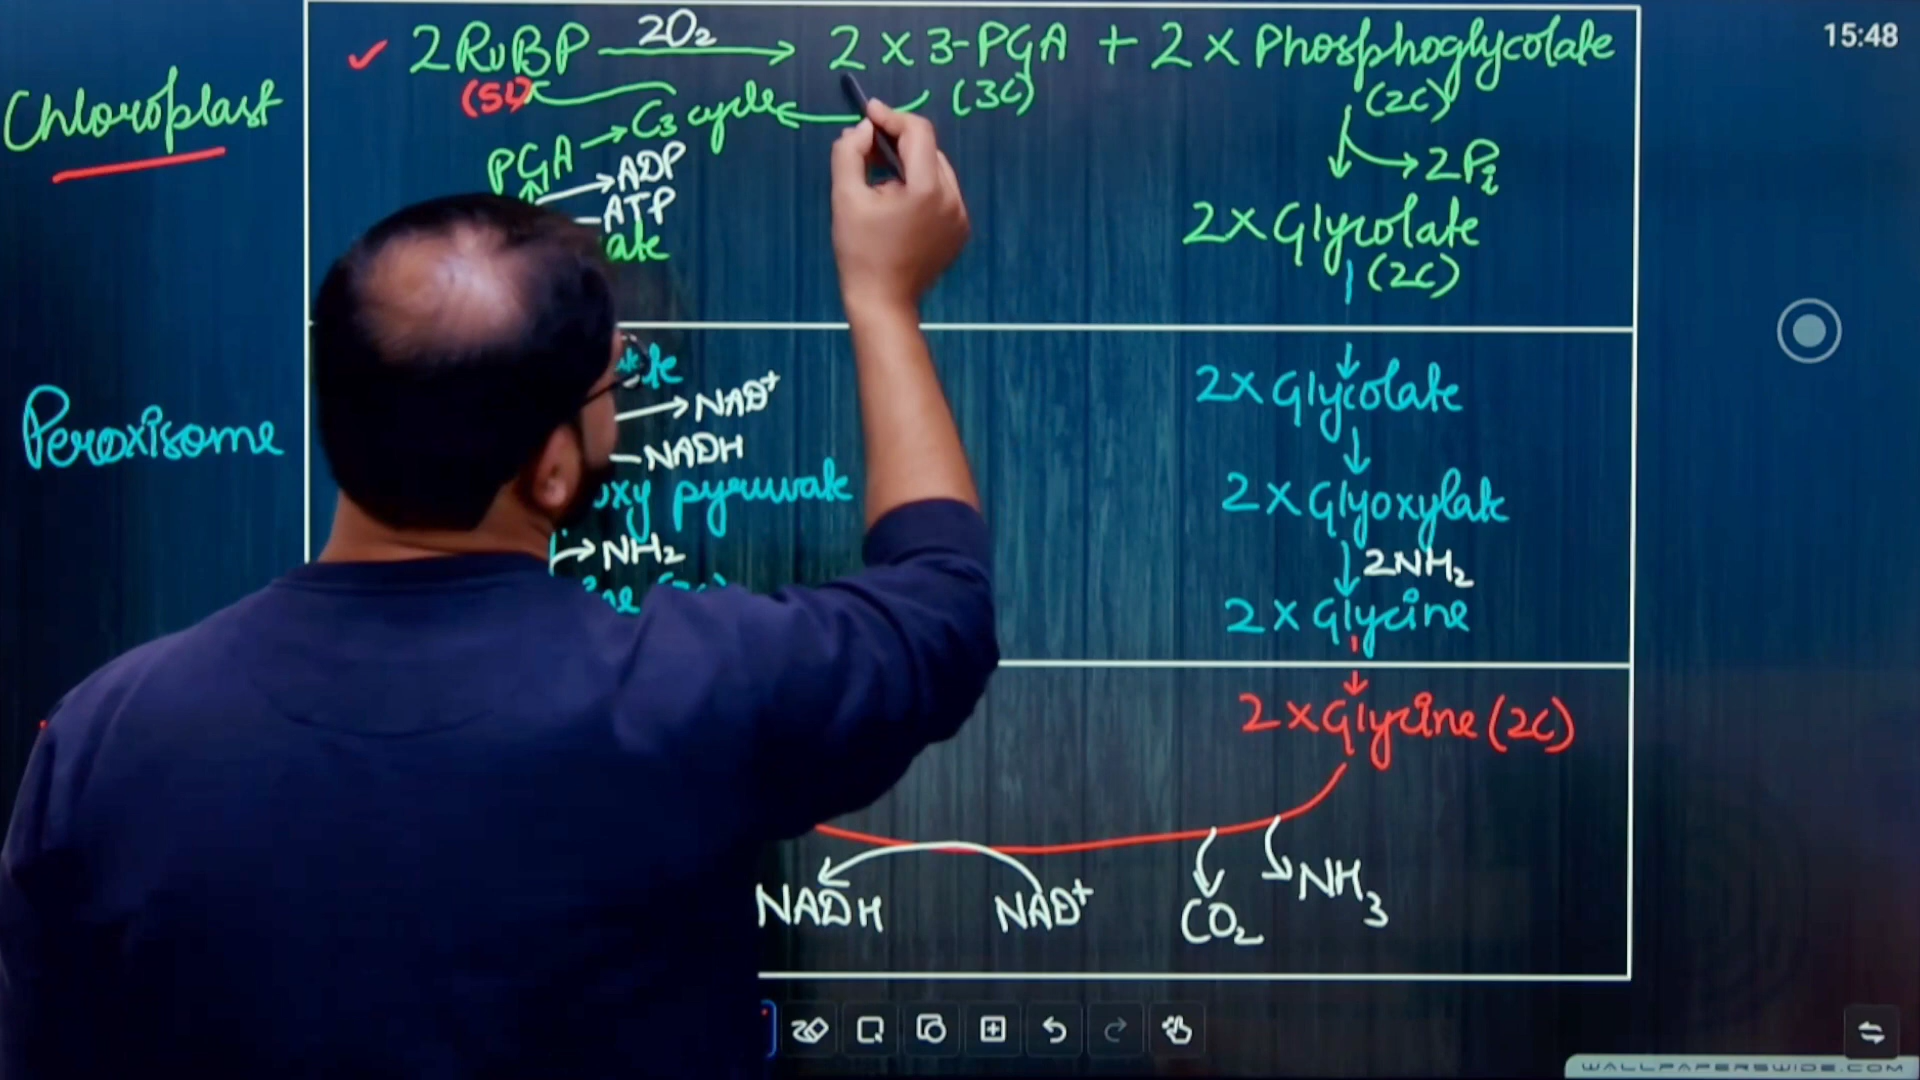 2RuBP 2O₂ → 2 x 3-PGA + 2 x Phosphoglycolate
15:48
Chloroplast
(5C) (3C) (2C)
PGA → C₃ cycle ←
→ ADP
ATP
→ 2Pi
2 x Glycolate
(2C)
Peroxisome
2 x Glycolate
→ NAD⁺
NADH
2 x Glyoxylate
→ NH₂
2NH₂
2 x Glycine
2 x Glycine (2C)
NADH NAD⁺ CO₂ NH₃
WALLPAPERSWIDE.COM